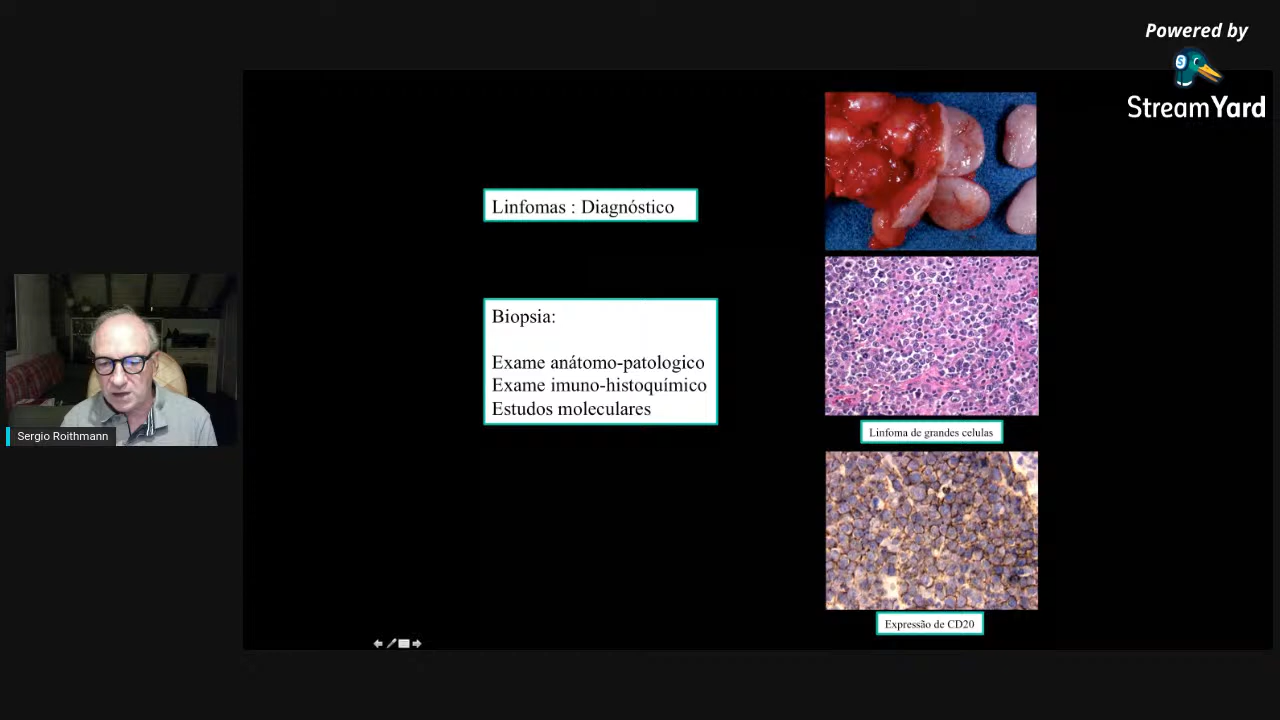 Powered by
StreamYard
Linfomas : Diagnóstico
Biopsia:
Exame anátomo-patologico
Exame imuno-histoquímico
Estudos moleculares
Linfoma de grandes celulas
Sergio Roithmann
Expressão de CD20